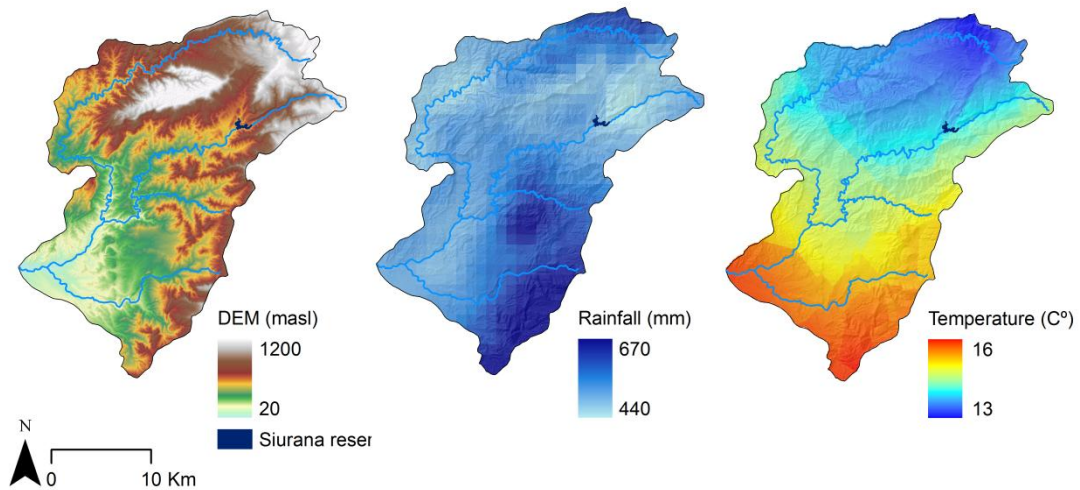 DEM (masl)
1200
20
Siurana reser
N
0 10 Km
Rainfall (mm)
670
440
Temperature (Cº)
16
13